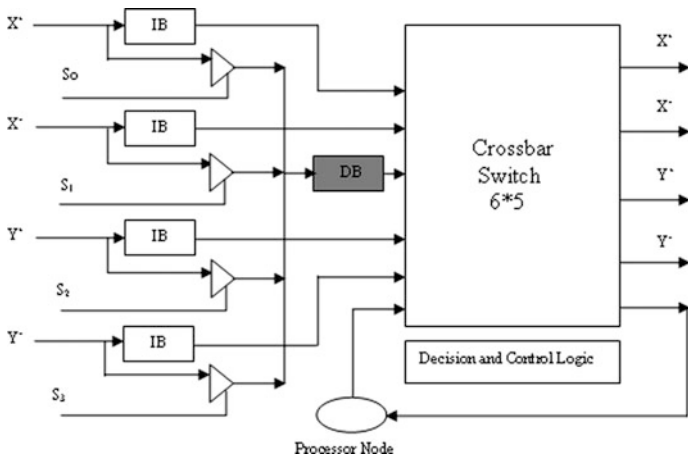 X⁺
IB
So
X⁻
IB
S₁
Y⁺
IB
S₂
Y⁻
IB
S₃
DB
Crossbar
Switch
6*5
X⁺
X⁻
Y⁺
Y⁻
Decision and Control Logic
Processor Node